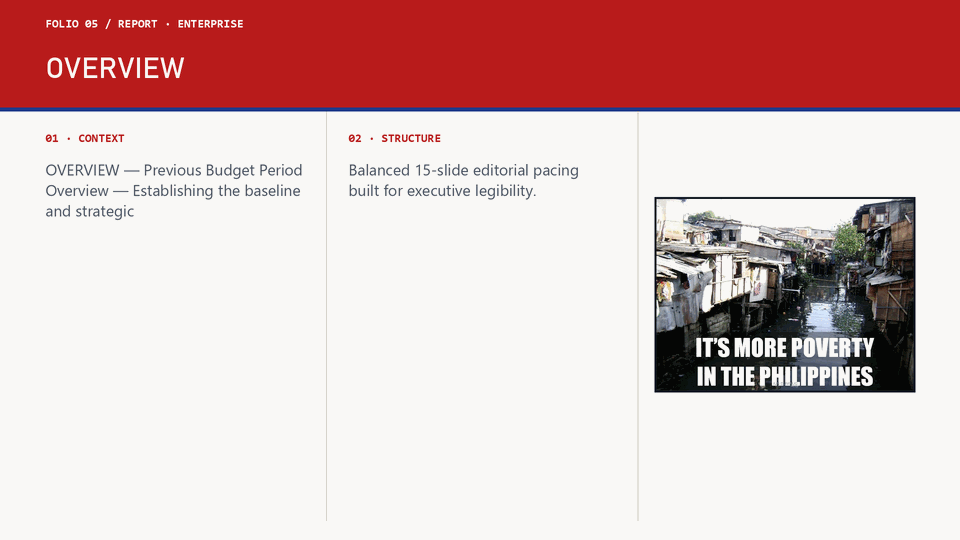 FOLIO 05 / REPORT · ENTERPRISE
OVERVIEW
01 · CONTEXT
OVERVIEW — Previous Budget Period
Overview — Establishing the baseline
and strategic
02 · STRUCTURE
Balanced 15-slide editorial pacing
built for executive legibility.
IT'S MORE POVERTY
IN THE PHILIPPINES